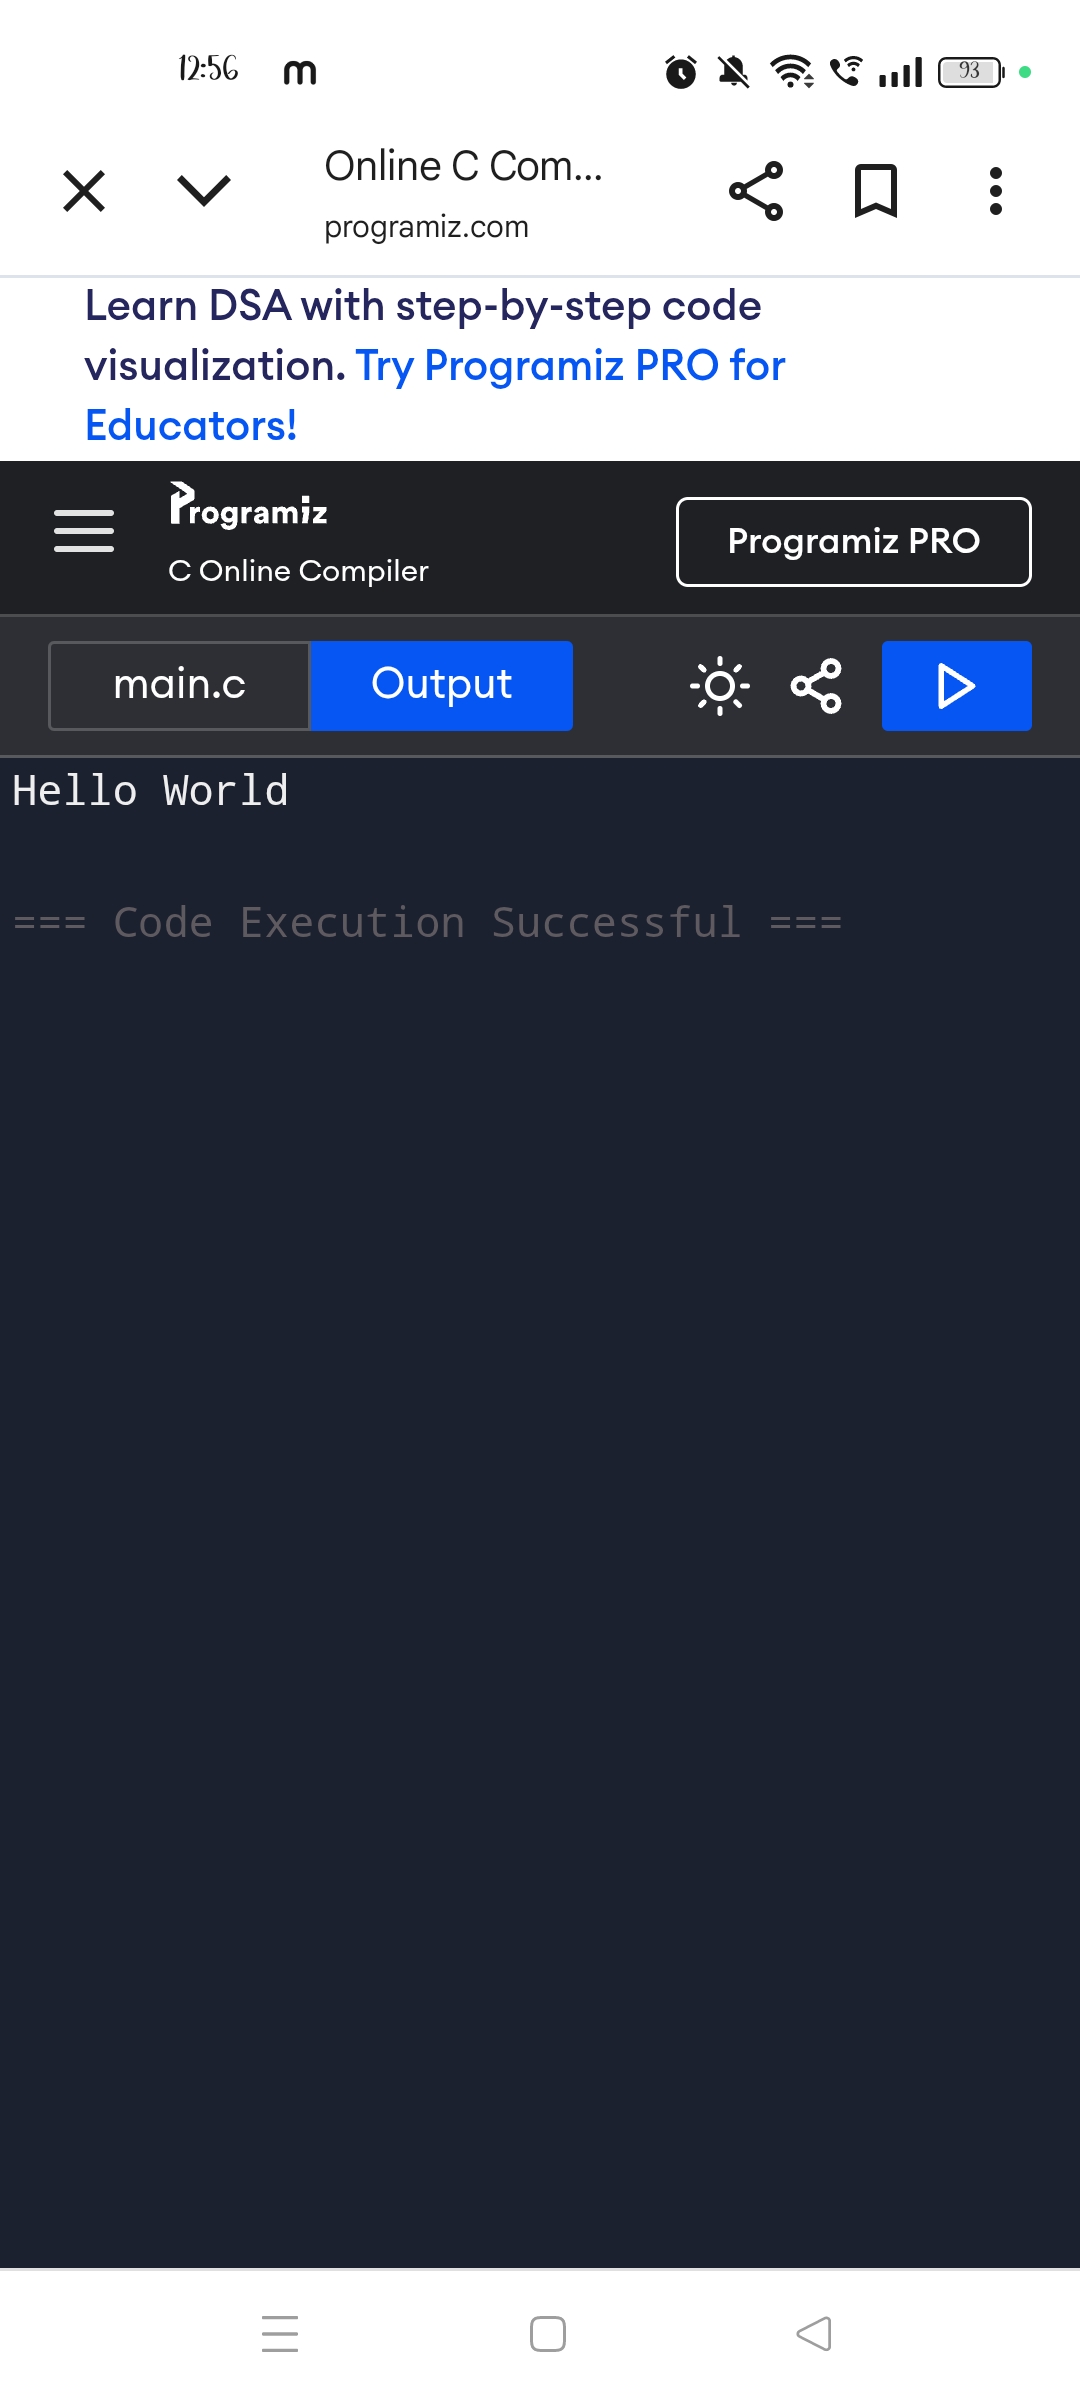 12:56 m 93
Online C Com...
programiz.com
Learn DSA with step-by-step code
visualization. Try Programiz PRO for
Educators!
Programiz
C Online Compiler
Programiz PRO
main.c
Output
Hello World
=== Code Execution Successful ===